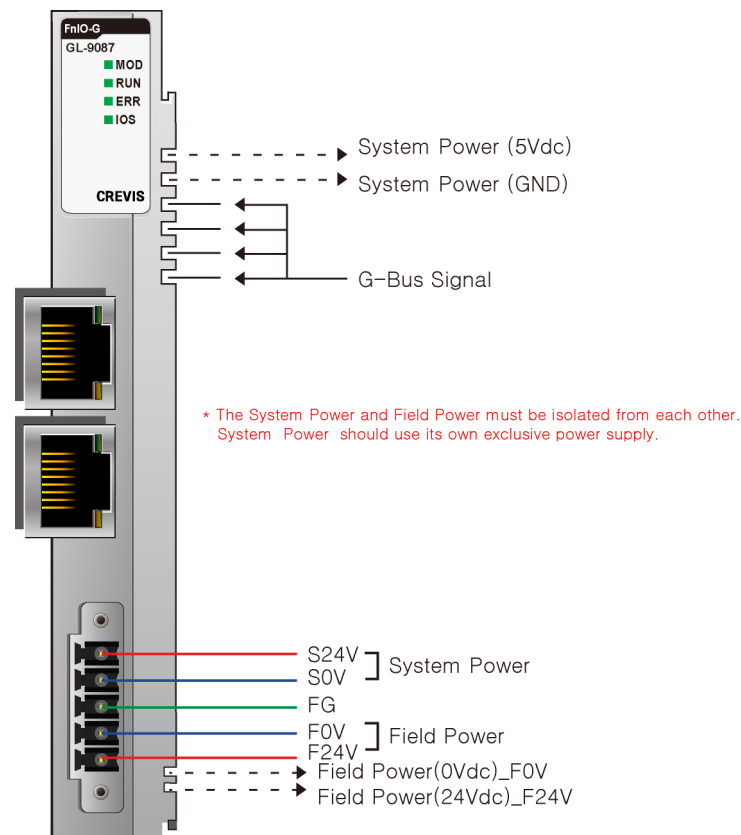 FnIO-G
GL-9087
MOD
RUN
ERR
IOS
CREVIS
System Power (5Vdc)
System Power (GND)
G-Bus Signal
* The System Power and Field Power must be isolated from each other.
System Power should use its own exclusive power supply.
S24V
S0V
System Power
FG
F0V
F24V
Field Power
Field Power(0Vdc)_F0V
Field Power(24Vdc)_F24V